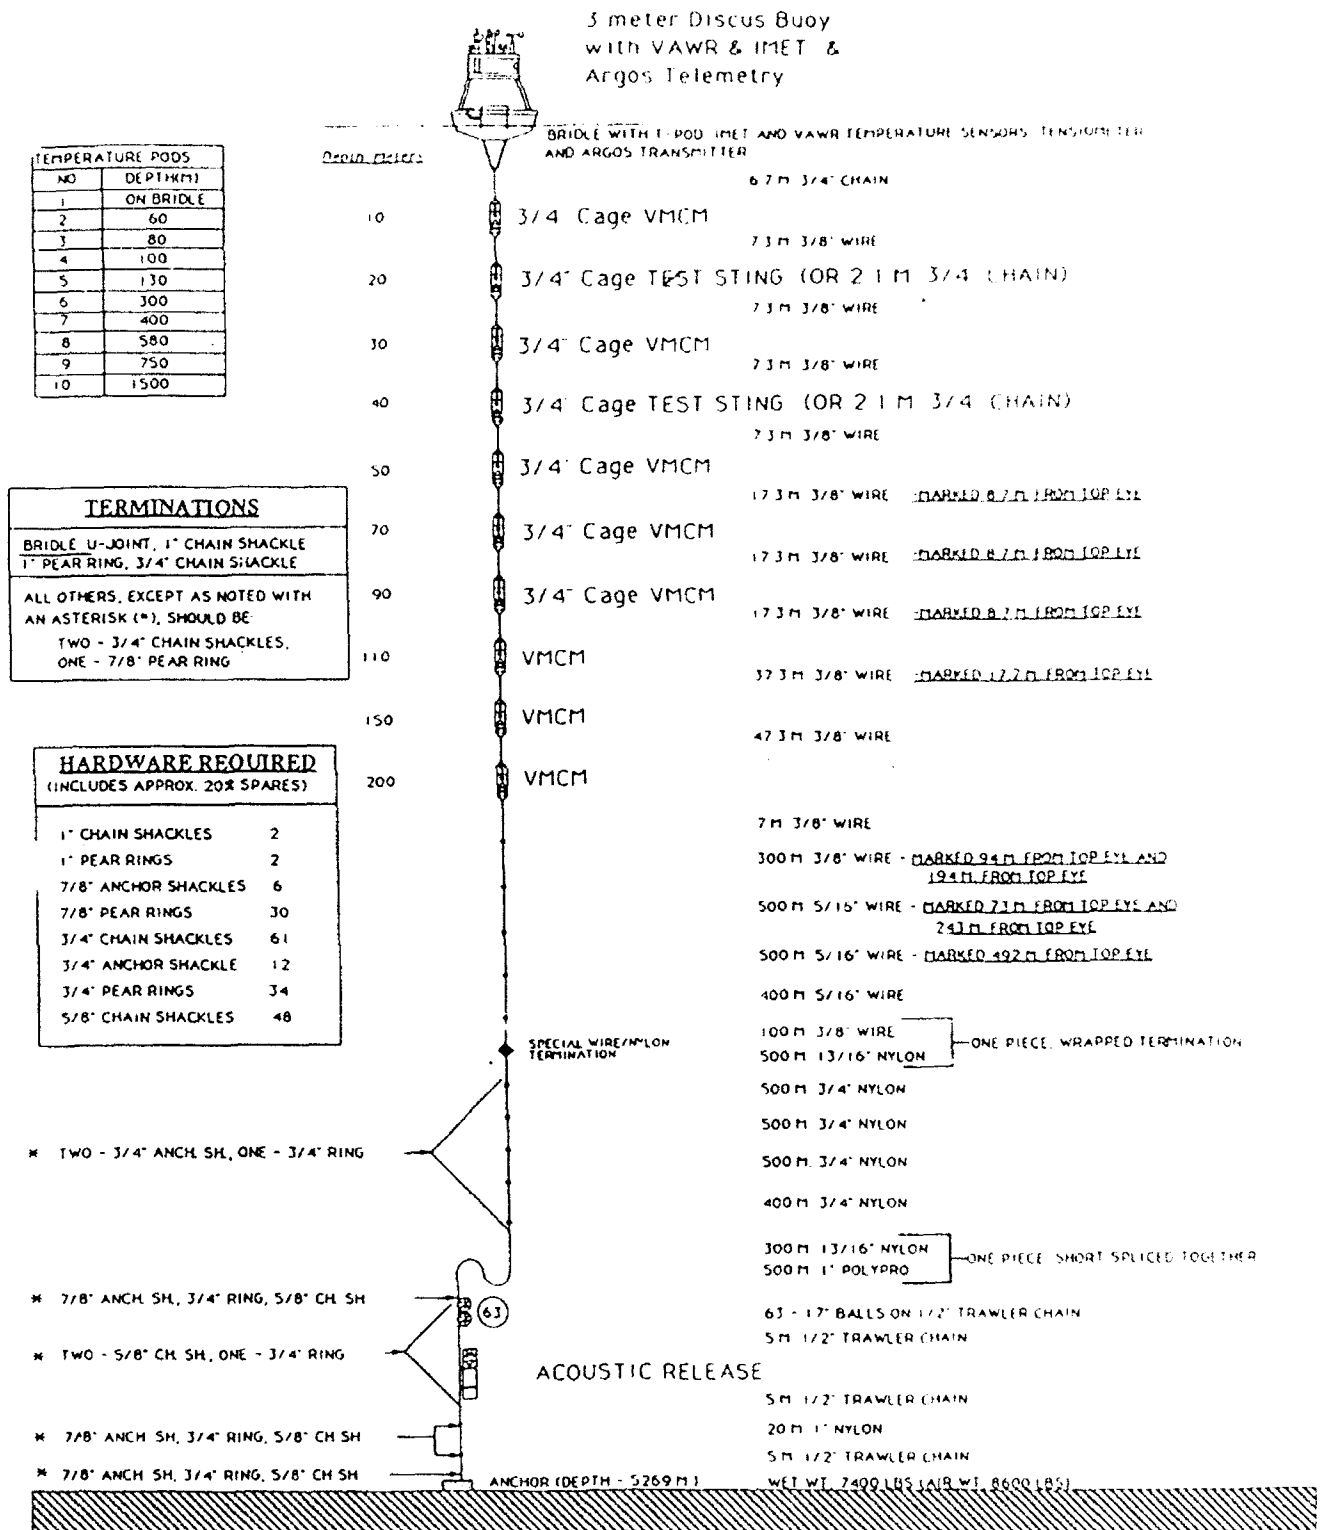 3 meter Discus Buoy
with VAWR & IMET &
Argos Telemetry
BRIDLE WITH T-POD IMET AND VAWR TEMPERATURE SENSORS, TENSIOMETER
AND ARGOS TRANSMITTER
Depth Meters
TEMPERATURE PODS
NO DEPTH(M)
1 ON BRIDLE
2 60
3 80
4 100
5 130
6 300
7 400
8 580
9 750
10 1500
6 7 M 3/4" CHAIN
10 3/4 Cage VMCM
7 3 M 3/8" WIRE
20 3/4" Cage TEST STING (OR 2 1 M 3/4 CHAIN)
7 3 M 3/8" WIRE
30 3/4" Cage VMCM
7 3 M 3/8" WIRE
40 3/4" Cage TEST STING (OR 2 1 M 3/4 CHAIN)
7 3 M 3/8" WIRE
50 3/4" Cage VMCM
17 3 M 3/8" WIRE -MARKED 8.7 M FROM TOP EYE
70 3/4" Cage VMCM
17 3 M 3/8" WIRE -MARKED 8.7 M FROM TOP EYE
90 3/4" Cage VMCM
17 3 M 3/8" WIRE -MARKED 8.7 M FROM TOP EYE
110 VMCM
37 3 M 3/8" WIRE -MARKED 17.7 M FROM TOP EYE
150 VMCM
47 3 M 3/8" WIRE
200 VMCM
TERMINATIONS
BRIDLE U-JOINT, 1" CHAIN SHACKLE
1" PEAR RING, 3/4" CHAIN SHACKLE
ALL OTHERS, EXCEPT AS NOTED WITH
AN ASTERISK (*), SHOULD BE
TWO - 3/4" CHAIN SHACKLES,
ONE - 7/8" PEAR RING
HARDWARE REQUIRED
(INCLUDES APPROX. 20% SPARES)
1" CHAIN SHACKLES 2
1" PEAR RINGS 2
7/8" ANCHOR SHACKLES 6
7/8" PEAR RINGS 30
3/4" CHAIN SHACKLES 61
3/4" ANCHOR SHACKLE 12
3/4" PEAR RINGS 34
5/8" CHAIN SHACKLES 48
7 M 3/8" WIRE
300 M 3/8" WIRE - MARKED 94 M FROM TOP EYE AND
194 M FROM TOP EYE
500 M 5/16" WIRE - MARKED 73 M FROM TOP EYE AND
243 M FROM TOP EYE
500 M 5/16" WIRE - MARKED 492 M FROM TOP EYE
400 M 5/16" WIRE
SPECIAL WIRE/NYLON
TERMINATION
100 M 3/8" WIRE
500 M 13/16" NYLON
ONE PIECE, WRAPPED TERMINATION
500 M 3/4" NYLON
500 M 3/4" NYLON
* TWO - 3/4" ANCH. SH., ONE - 3/4" RING
500 M 3/4" NYLON
400 M 3/4" NYLON
300 M 13/16" NYLON
500 M 1" POLYPRO
ONE PIECE SHORT SPLICED TOGETHER
* 7/8" ANCH. SH., 3/4" RING, 5/8" CH. SH
63
63 - 17" BALLS ON 1/2" TRAWLER CHAIN
5 M 1/2" TRAWLER CHAIN
* TWO - 5/8" CH. SH., ONE - 3/4" RING
ACOUSTIC RELEASE
5 M 1/2" TRAWLER CHAIN
20 M 1" NYLON
* 7/8" ANCH SH, 3/4" RING, 5/8" CH SH
5 M 1/2" TRAWLER CHAIN
* 7/8" ANCH SH, 3/4" RING, 5/8" CH SH
ANCHOR (DEPTH - 5269 M)
WET WT. 7400 LBS (AIR WT. 8600 LBS)